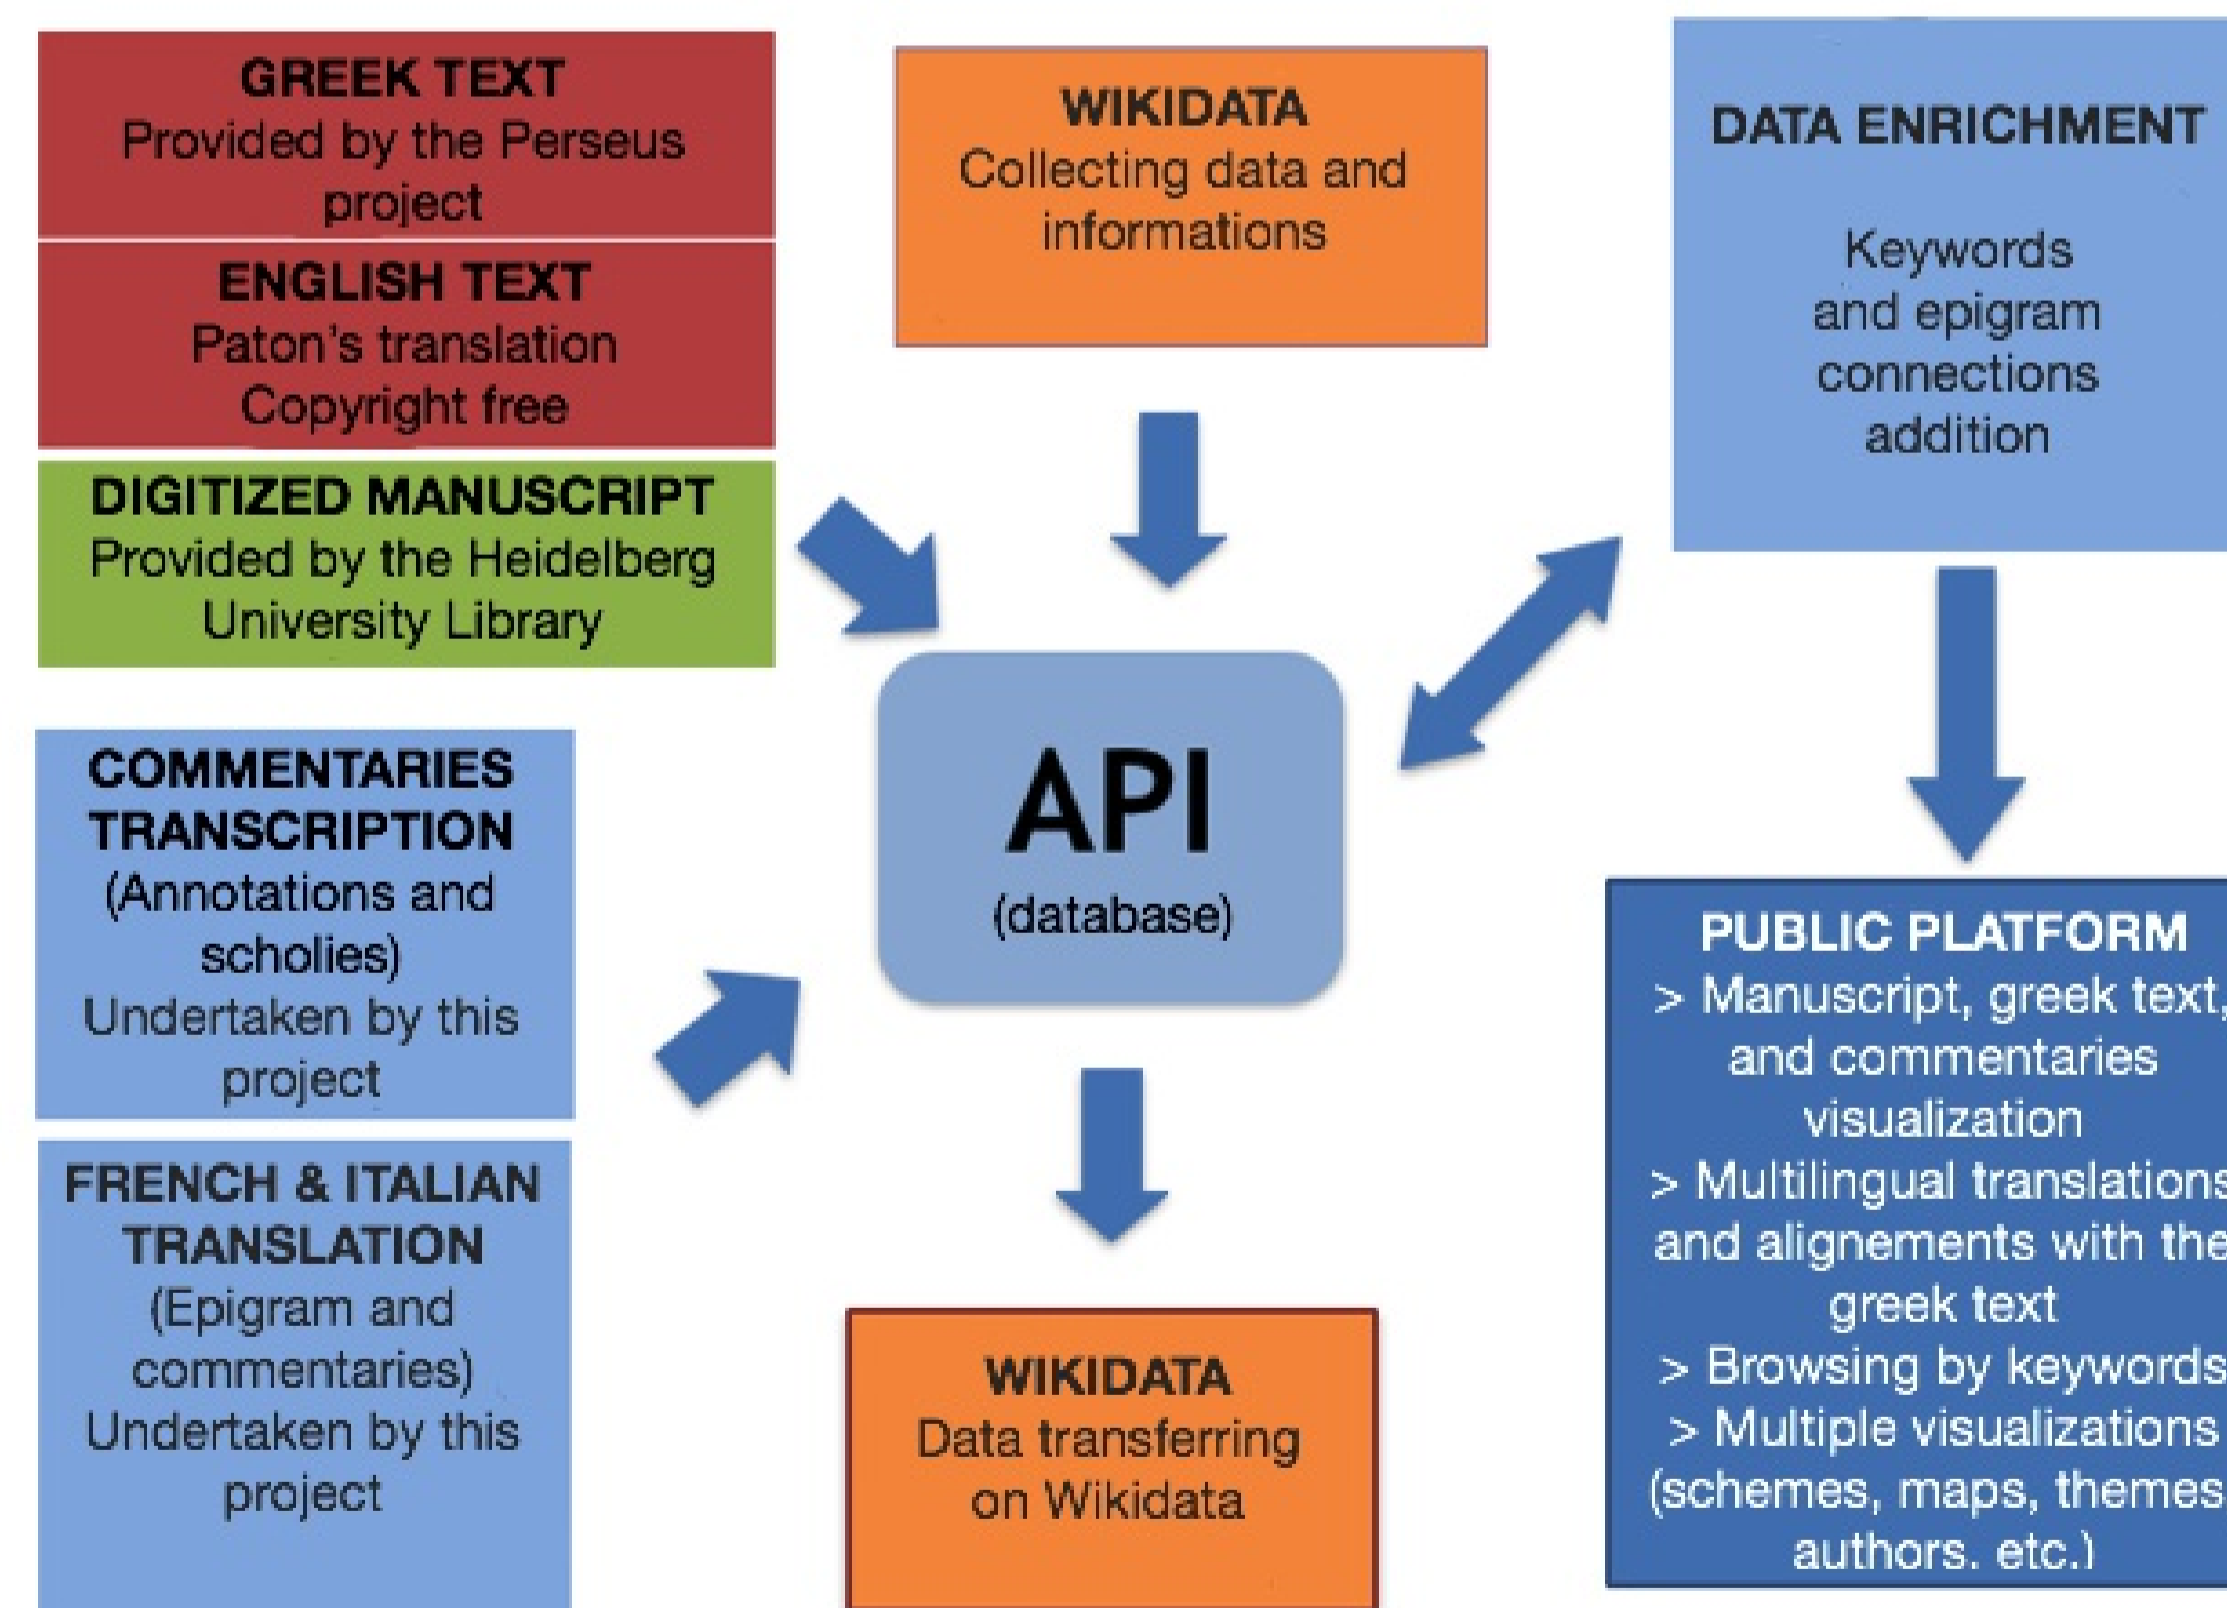 GREEK TEXT
Provided by the Perseus
project
ENGLISH TEXT
Paton's translation
Copyright free
DIGITIZED MANUSCRIPT
Provided by the Heidelberg
University Library
COMMENTARIES
TRANSCRIPTION
(Annotations and
scholies)
Undertaken by this
project
FRENCH & ITALIAN
TRANSLATION
(Epigram and
commentaries)
Undertaken by this
project
WIKIDATA
Collecting data and
informations
API
(database)
WIKIDATA
Data transferring
on Wikidata
DATA ENRICHMENT
Keywords
and epigram
connections
addition
PUBLIC PLATFORM
> Manuscript, greek text,
and commentaries
visualization
> Multilingual translations
and alignements with the
greek text
> Browsing by keywords
> Multiple visualizations
(schemes, maps, themes
authors. etc.)